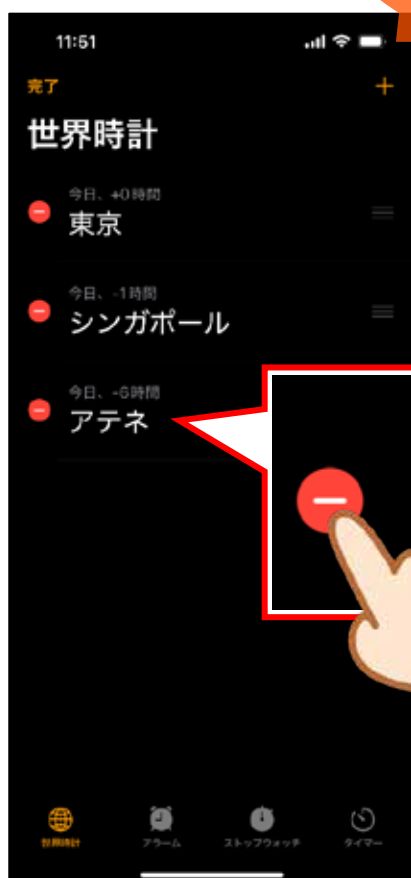 11:51
完了
世界時計
今日、+0時間
東京
今日、-1時間
シンガポール
今日、-6時間
アテネ
世界時計
アラーム
ストップウォッチ
タイマー